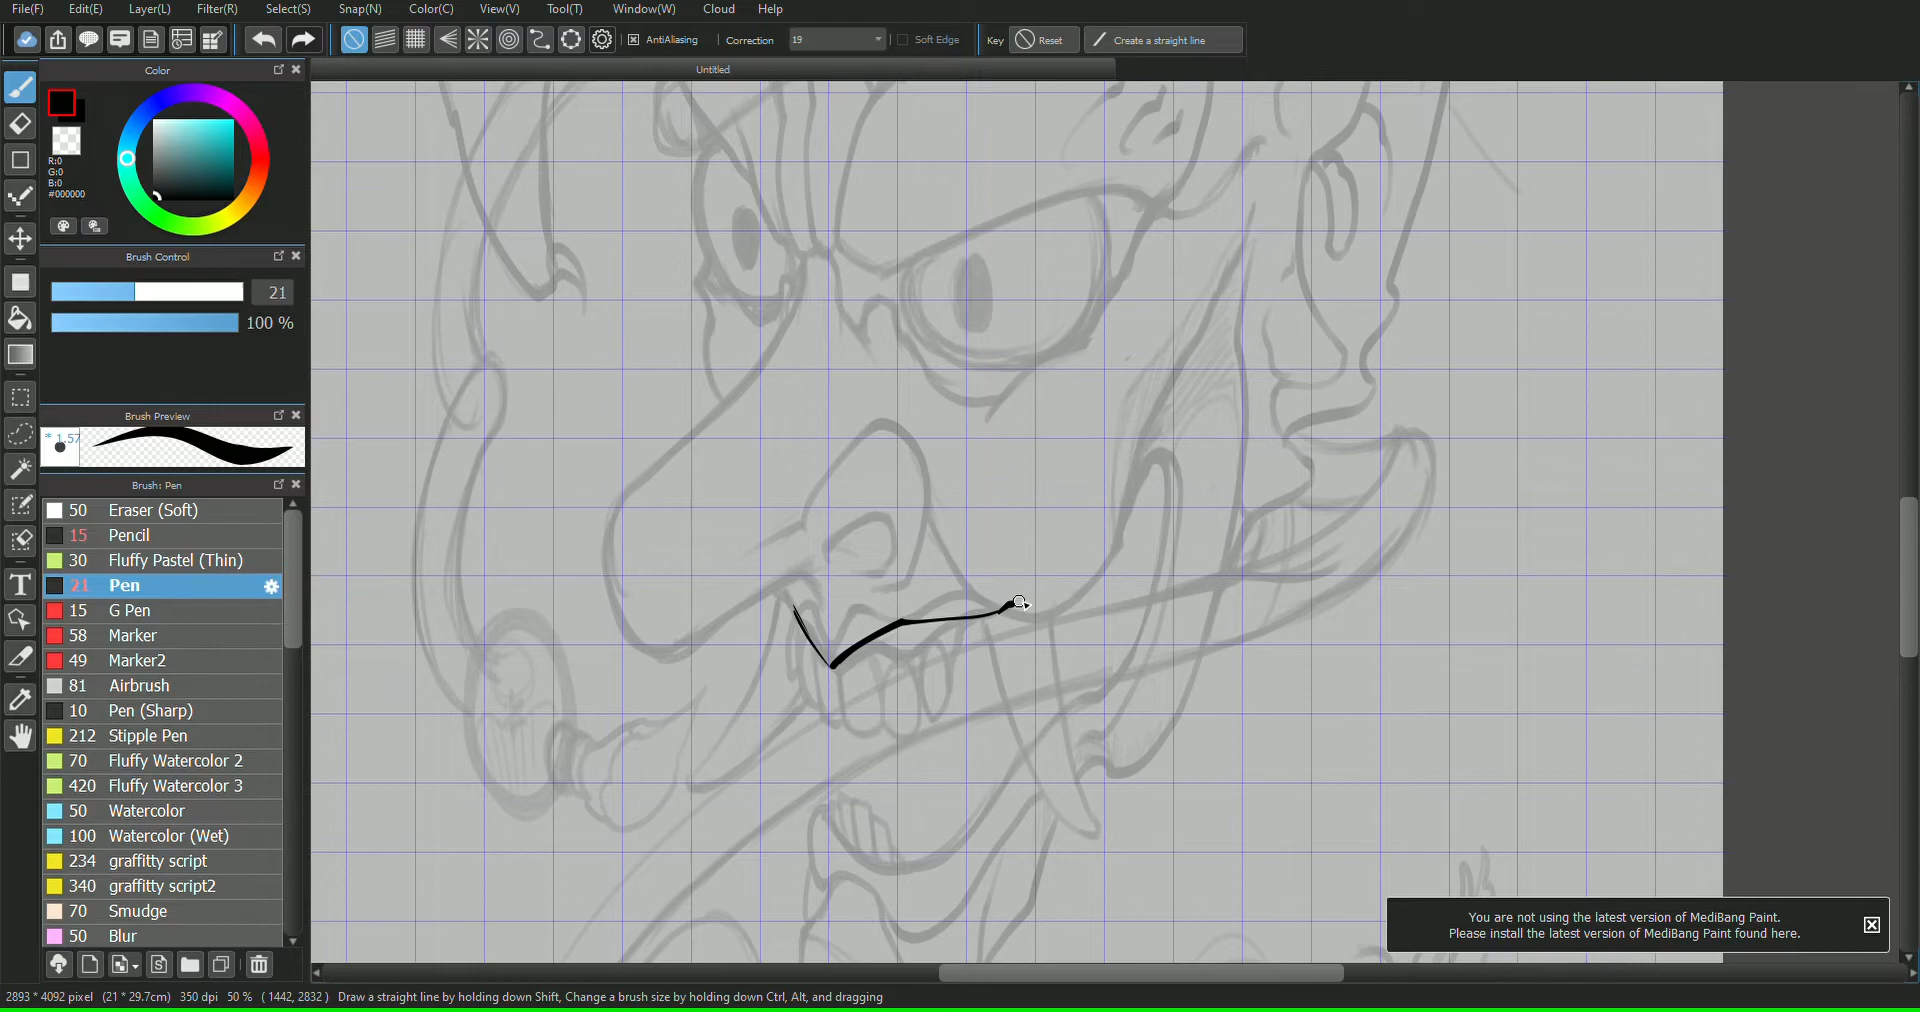 File(F) Edit(E) Layer(L) Filter(R) Select(S) Snap(N) Color(C) View(V) Tool(T) Window(W) Cloud Help
AntiAliasing Correction 19 Soft Edge Key Reset Create a straight line
Color
Untitled
R:0
G:0
B:0
#000000
Brush Control
21
100 %
Brush Preview
* 1.57
Brush: Pen
50 Eraser (Soft)
15 Pencil
30 Fluffy Pastel (Thin)
21 Pen
15 G Pen
58 Marker
49 Marker2
81 Airbrush
10 Pen (Sharp)
212 Stipple Pen
70 Fluffy Watercolor 2
420 Fluffy Watercolor 3
50 Watercolor
100 Watercolor (Wet)
234 graffitty script
340 graffitty script2
70 Smudge
50 Blur
You are not using the latest version of MediBang Paint.
Please install the latest version of MediBang Paint found here.
2893 * 4092 pixel (21 * 29.7cm) 350 dpi 50 % ( 1442, 2832 ) Draw a straight line by holding down Shift, Change a brush size by holding down Ctrl, Alt, and dragging